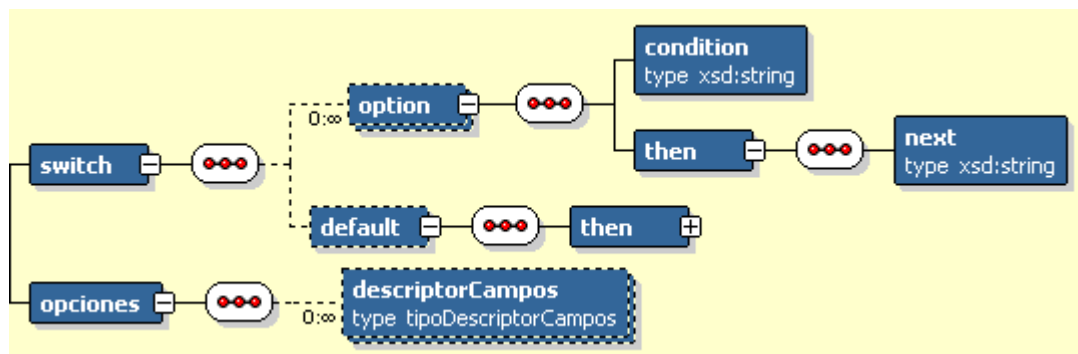 condition
type xsd:string
option
0:∞
then
next
type xsd:string
switch
default
then
opciones
descriptorCampos
type tipoDescriptorCampos
0:∞